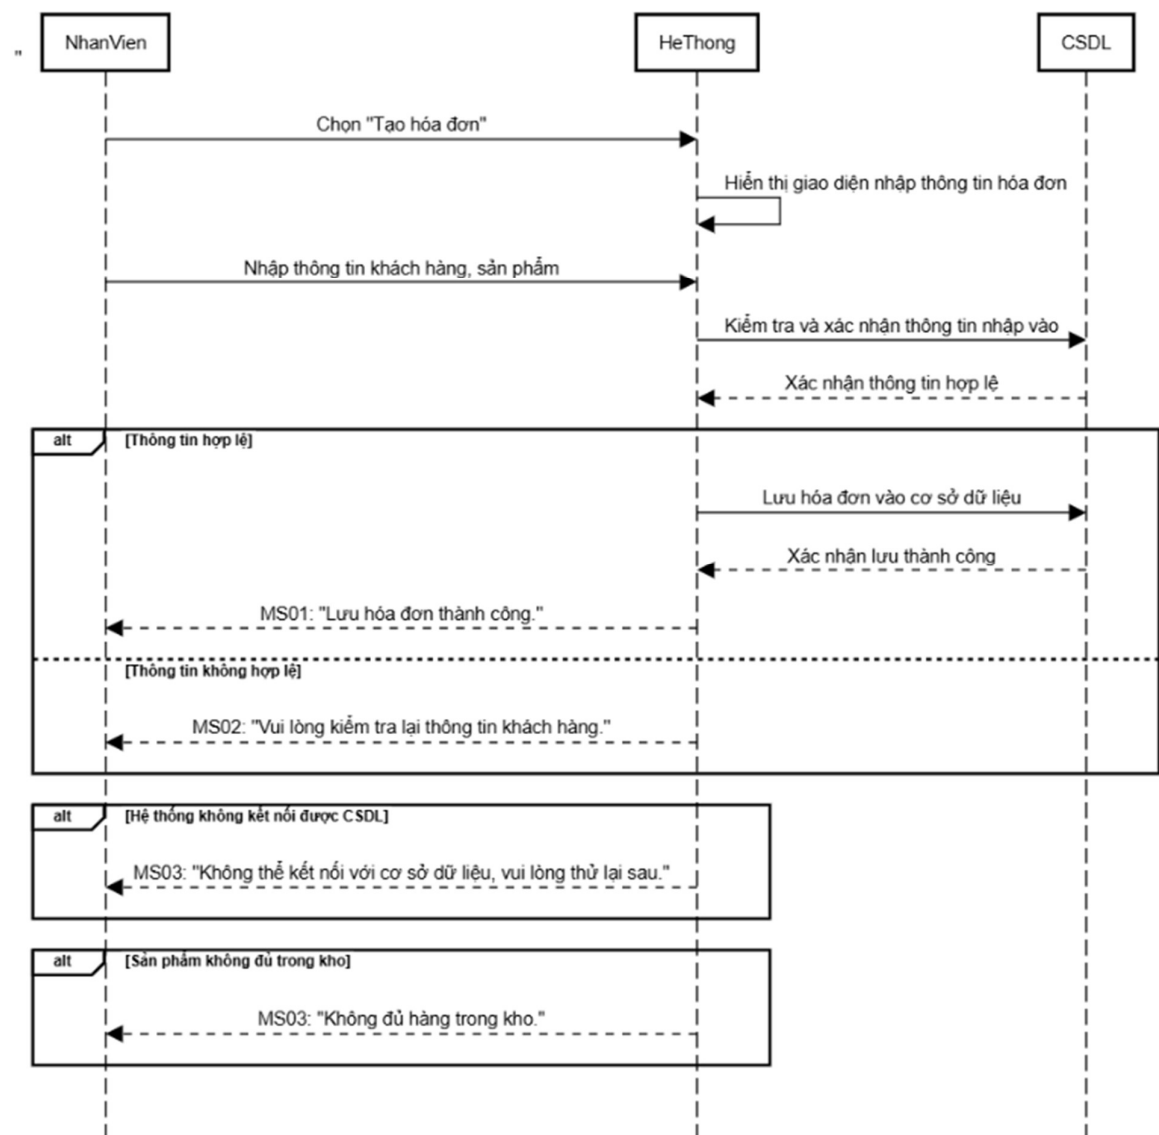 "
NhanVien
HeThong
CSDL
Chọn "Tạo hóa đơn"
Hiển thị giao diện nhập thông tin hóa đơn
Nhập thông tin khách hàng, sản phẩm
Kiểm tra và xác nhận thông tin nhập vào
Xác nhận thông tin hợp lệ
alt [Thông tin hợp lệ]
Lưu hóa đơn vào cơ sở dữ liệu
Xác nhận lưu thành công
MS01: "Lưu hóa đơn thành công."
[Thông tin không hợp lệ]
MS02: "Vui lòng kiểm tra lại thông tin khách hàng."
alt [Hệ thống không kết nối được CSDL]
MS03: "Không thể kết nối với cơ sở dữ liệu, vui lòng thử lại sau."
alt [Sản phẩm không đủ trong kho]
MS03: "Không đủ hàng trong kho."